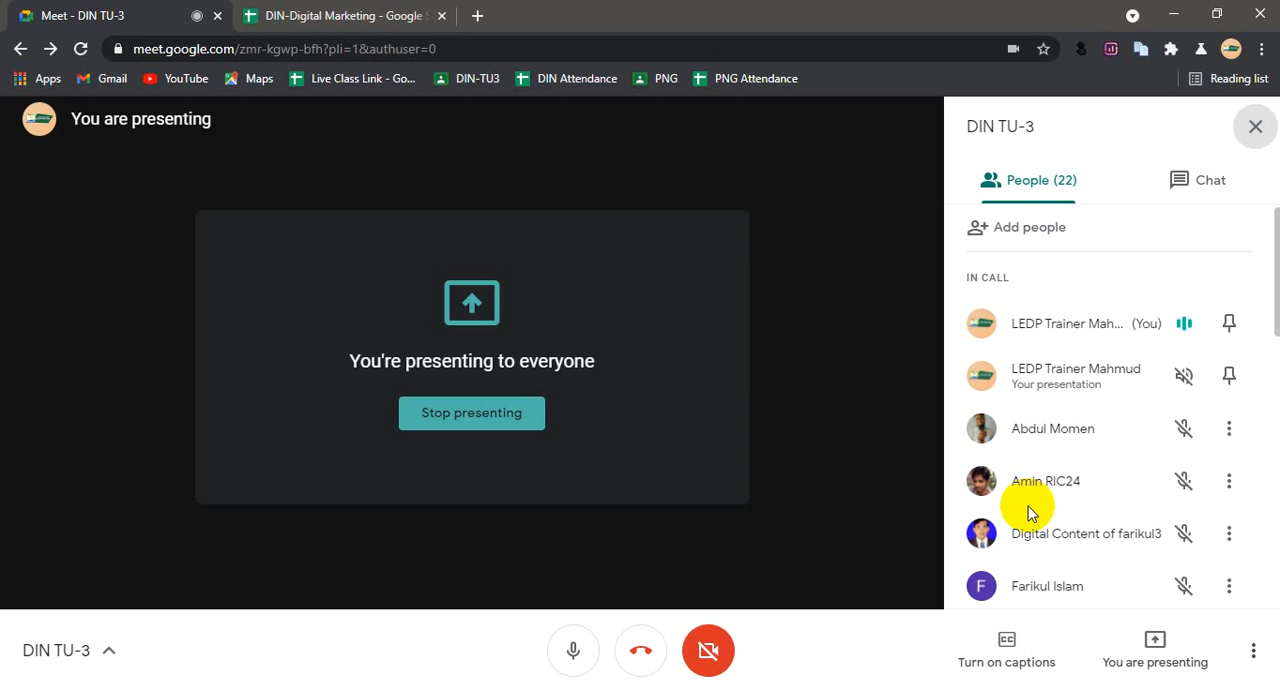 Meet - DIN TU-3
DIN-Digital Marketing - Google S
meet.google.com/zmr-kgwp-bfh?pli=1&authuser=0
Apps
Gmail
YouTube
Maps
Live Class Link - Go...
DIN-TU3
DIN Attendance
PNG
PNG Attendance
Reading list
You are presenting
DIN TU-3
People (22)
Chat
Add people
IN CALL
LEDP Trainer Mah... (You)
LEDP Trainer Mahmud
Your presentation
Abdul Momen
Amin RIC24
Digital Content of farikul3
F
Farikul Islam
You're presenting to everyone
Stop presenting
DIN TU-3
CC
Turn on captions
You are presenting